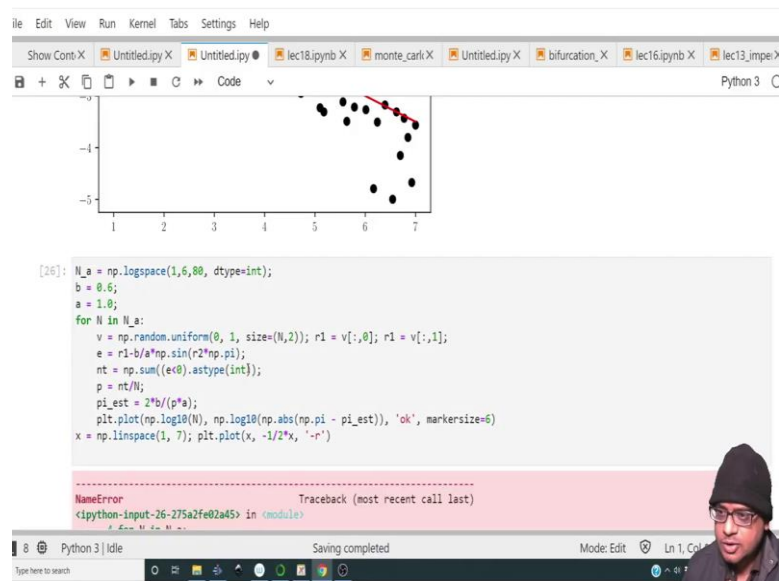 ile Edit View Run Kernel Tabs Settings Help
Show Cont X Untitled.ipy X Untitled.ipy lec18.ipynb X monte_carl X Untitled.ipy X bifurcation_ X lec16.ipynb X lec13_impe X
Code Python 3
-3
-4
-5
1 2 3 4 5 6 7
[26]: N_a = np.logspace(1,6,80, dtype=int);
b = 0.6;
a = 1.0;
for N in N_a:
v = np.random.uniform(0, 1, size=(N,2)); r1 = v[:,0]; r1 = v[:,1];
e = r1-b/a*np.sin(r2*np.pi);
nt = np.sum((e<0).astype(int));
p = nt/N;
pi_est = 2*b/(p*a);
plt.plot(np.log10(N), np.log10(np.abs(np.pi - pi_est)), 'ok', markersize=6)
x = np.linspace(1, 7); plt.plot(x, -1/2*x, '-r')
---------------------------------------------------------------------------
NameError Traceback (most recent call last)
<ipython-input-26-275a2fe02a45> in <module>
8 Python 3 | Idle Saving completed Mode: Edit Ln 1, Col
Type here to search